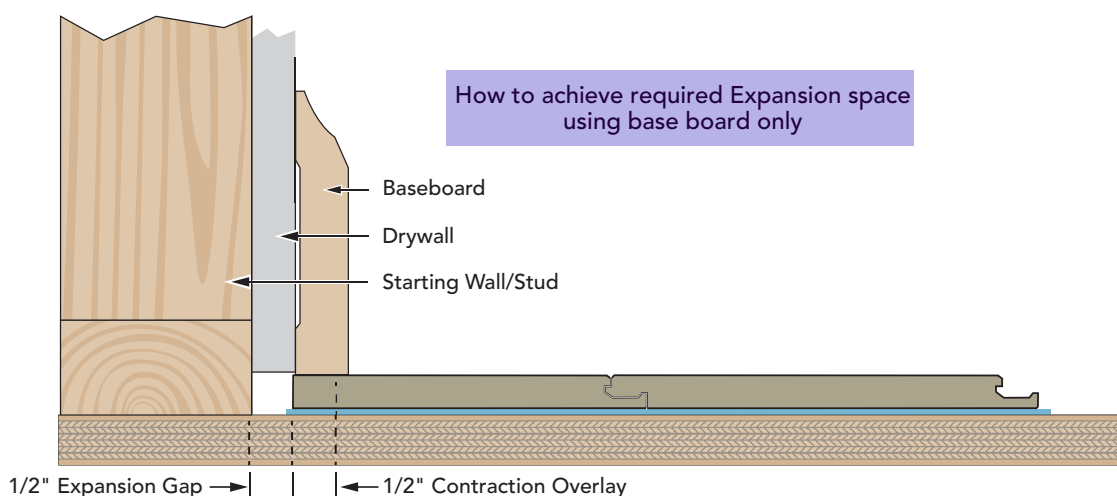 How to achieve required Expansion space
using base board only
Baseboard
Drywall
Starting Wall/Stud
1/2" Expansion Gap
1/2" Contraction Overlay